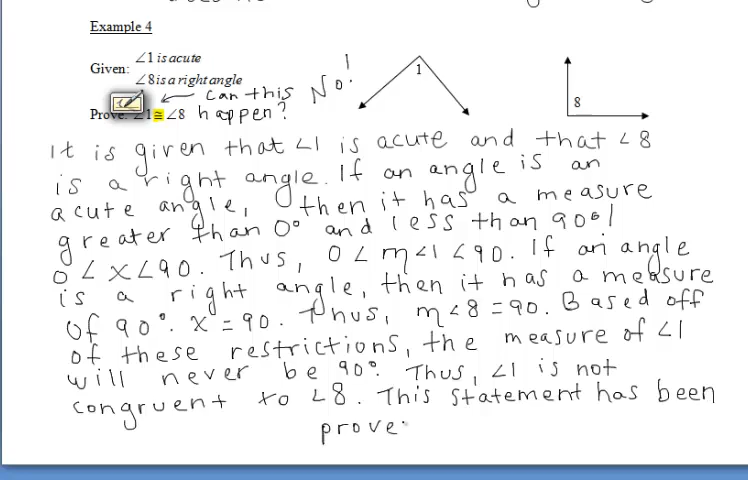 Example 4
Given: ∠1 is acute
∠8 is a right angle
can this
No!
Prove: ∠1≅∠8 happen?
1
8
It is given that ∠1 is acute and that ∠8
is a right angle. If an angle is an
acute angle, then it has a measure
greater than 0° and less than 90°/
0<x<90. Thus, 0<m∠1<90. If an angle
is a right angle, then it has a measure
of 90°. x=90. Thus, m∠8=90. Based off
of these restrictions, the measure of ∠1
will never be 90°. Thus, ∠1 is not
congruent to ∠8. This statement has been
prove